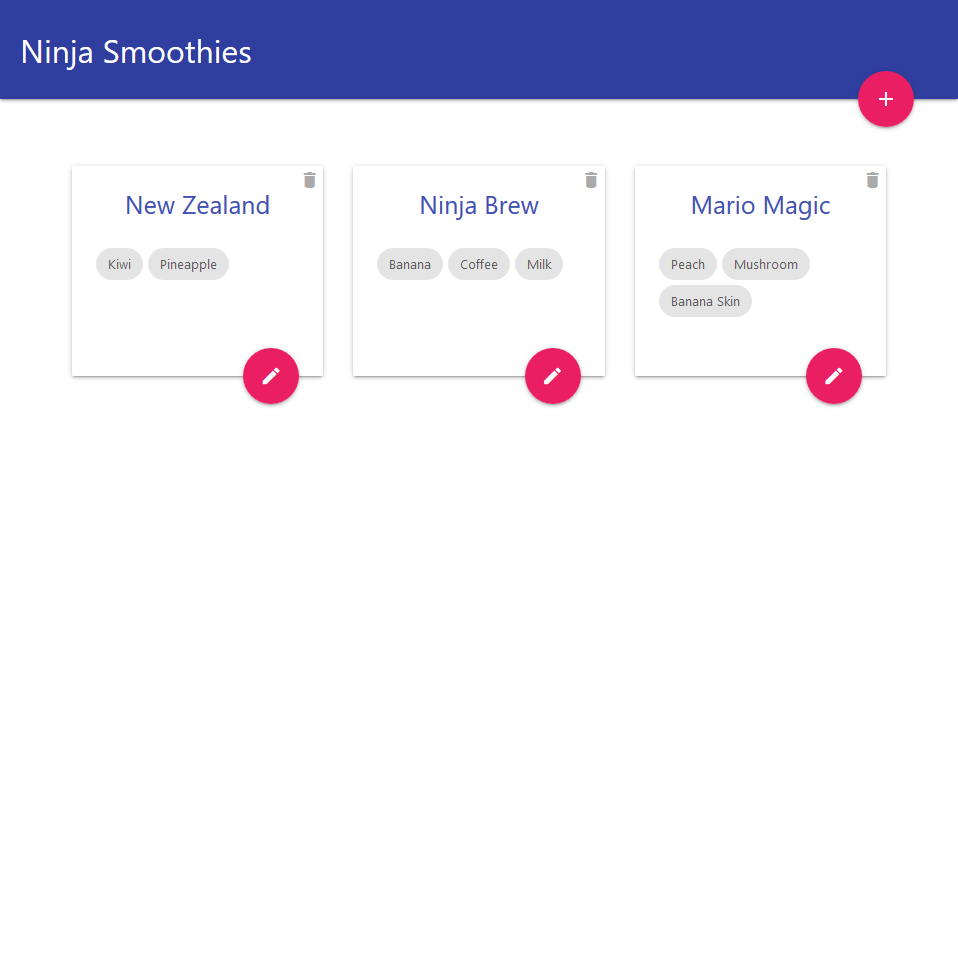 Ninja Smoothies
New Zealand
Kiwi Pineapple
Ninja Brew
Banana Coffee Milk
Mario Magic
Peach Mushroom
Banana Skin